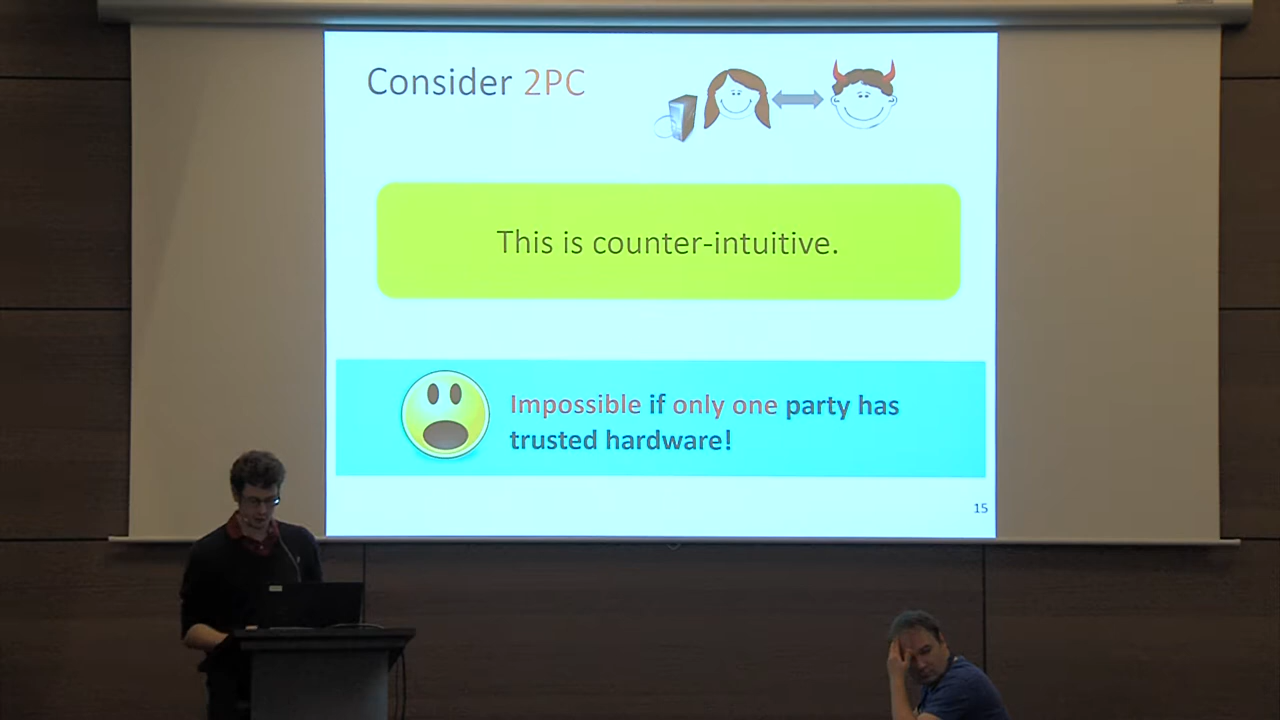 Consider 2PC
This is counter-intuitive.
Impossible if only one party has
trusted hardware!
15